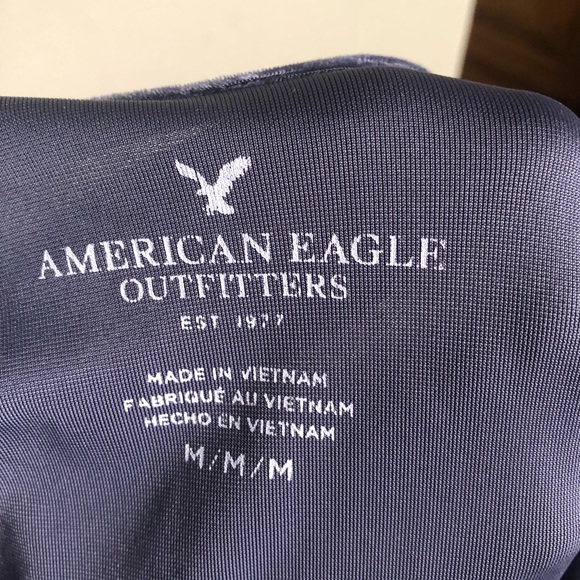 AMERICAN EAGLE
OUTFITTERS
EST 1977
MADE IN VIETNAM
FABRIQUÉ AU VIETNAM
HECHO EN VIETNAM
M/M/M